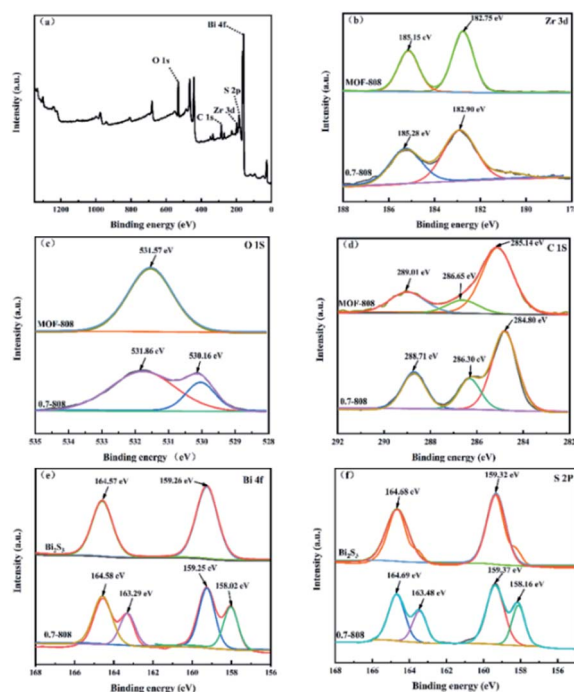 (a)
Bi 4f
O 1s
S 2p
Zr 3d
C 1s
Intensity (a.u.)
1200 1000 800 600 400 200 0
Binding energy (eV)
(b)
Zr 3d
185.15 eV
182.75 eV
MOF-808
185.28 eV
182.90 eV
0.7-808
Intensity (a.u.)
188 186 184 182 180 178 17
Binding energy (eV)
(c)
O 1S
531.57 eV
MOF-808
531.86 eV
530.16 eV
0.7-808
Intensity (a.u.)
535 534 533 532 531 530 529 528
Binding energy (eV)
(d)
C 1S
285.14 eV
289.01 eV
286.65 eV
MOF-808
284.80 eV
288.71 eV
286.30 eV
0.7-808
Intensity (a.u.)
292 290 288 286 284 282
Binding energy (eV)
(e)
Bi 4f
164.57 eV
159.26 eV
Bi₂S₃
164.58 eV
163.29 eV
159.25 eV
158.02 eV
0.7-808
Intensity (a.u.)
168 166 164 162 160 158 156
Binding energy (eV)
(f)
S 2P
164.68 eV
159.32 eV
Bi₂S₃
164.69 eV
163.48 eV
159.37 eV
158.16 eV
0.7-808
Intensity (a.u.)
168 166 164 162 160 158 156
Binding energy (eV)